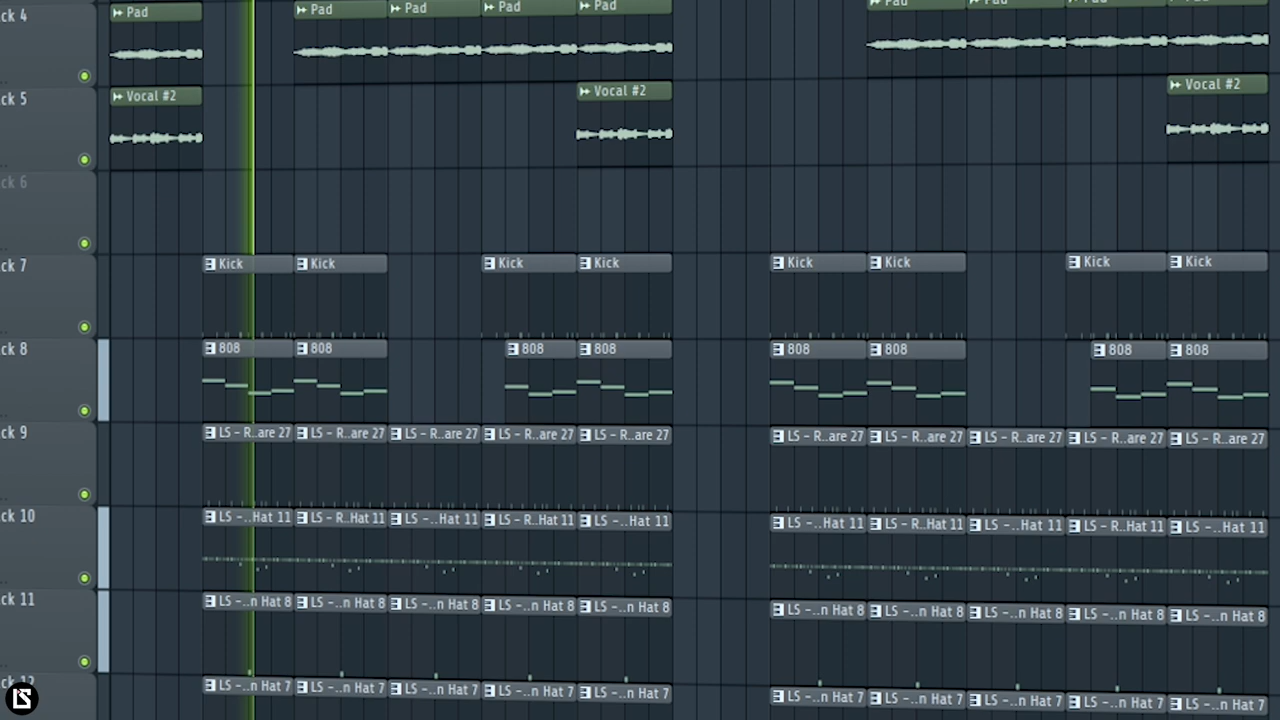 ck 4 Pad Pad Pad Pad Pad Pad Pad Pad Pad
ck 5 Vocal #2 Vocal #2 Vocal #2
ck 6
ck 7 Kick Kick Kick Kick Kick Kick Kick Kick
ck 8 808 808 808 808 808 808 808 808
ck 9 LS - R..are 27 LS - R..are 27 LS - R..are 27 LS - R..are 27 LS - R..are 27 LS - R..are 27 LS - R..are 27 LS - R..are 27 LS - R..are 27 LS - R..are 27
ck 10 LS -..Hat 11 LS - R..Hat 11 LS -..Hat 11 LS - R..Hat 11 LS -..Hat 11 LS -..Hat 11 LS - R..Hat 11 LS -..Hat 11 LS - R..Hat 11 LS -..Hat 11
ck 11 LS -..n Hat 8 LS -..n Hat 8 LS -..n Hat 8 LS -..n Hat 8 LS -..n Hat 8 LS -..n Hat 8 LS -..n Hat 8 LS -..n Hat 8 LS -..n Hat 8 LS -..n Hat 8
ck 12 LS -..n Hat 7 LS -..n Hat 7 LS -..n Hat 7 LS -..n Hat 7 LS -..n Hat 7 LS -..n Hat 7 LS -..n Hat 7 LS -..n Hat 7 LS -..n Hat 7 LS -..n Hat 7
LS